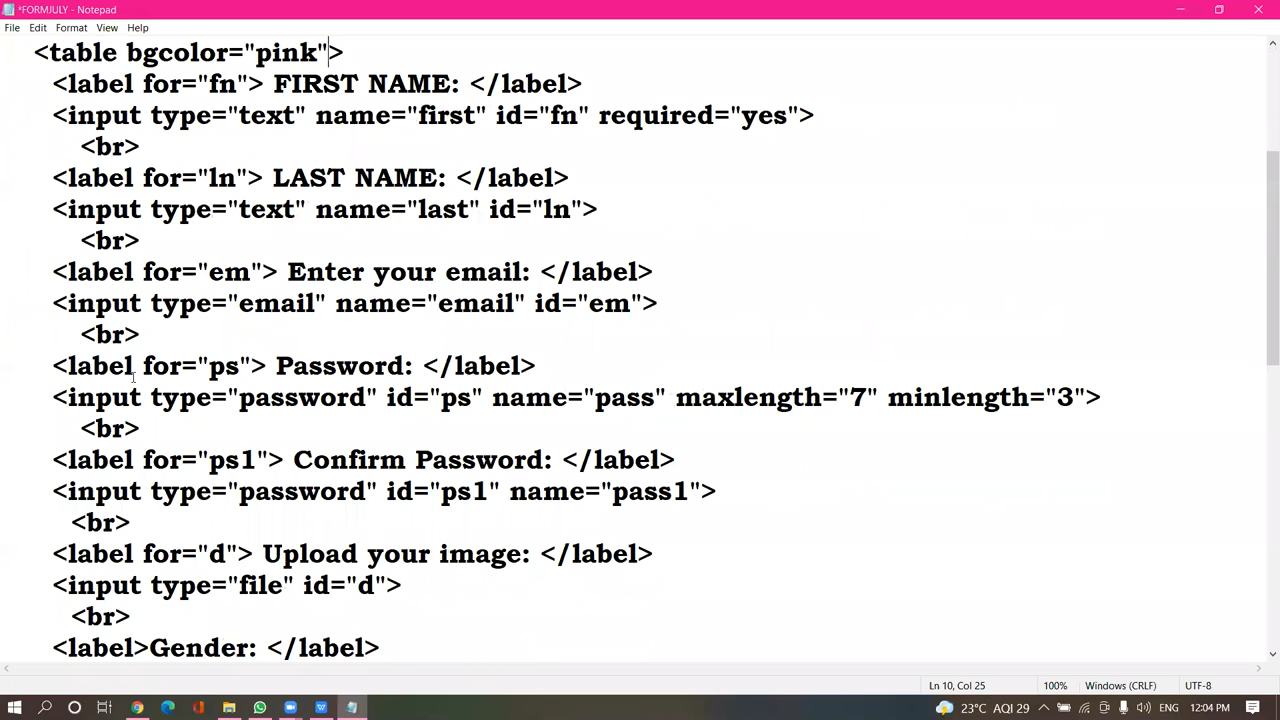 *FORMJULY - Notepad
File Edit Format View Help
<table bgcolor="pink">
<label for="fn"> FIRST NAME: </label>
<input type="text" name="first" id="fn" required="yes">
<br>
<label for="ln"> LAST NAME: </label>
<input type="text" name="last" id="ln">
<br>
<label for="em"> Enter your email: </label>
<input type="email" name="email" id="em">
<br>
<label for="ps"> Password: </label>
<input type="password" id="ps" name="pass" maxlength="7" minlength="3">
<br>
<label for="ps1"> Confirm Password: </label>
<input type="password" id="ps1" name="pass1">
<br>
<label for="d"> Upload your image: </label>
<input type="file" id="d">
<br>
<label>Gender: </label>
Ln 10, Col 25 100% Windows (CRLF) UTF-8
23°C AQI 29 ENG 12:04 PM